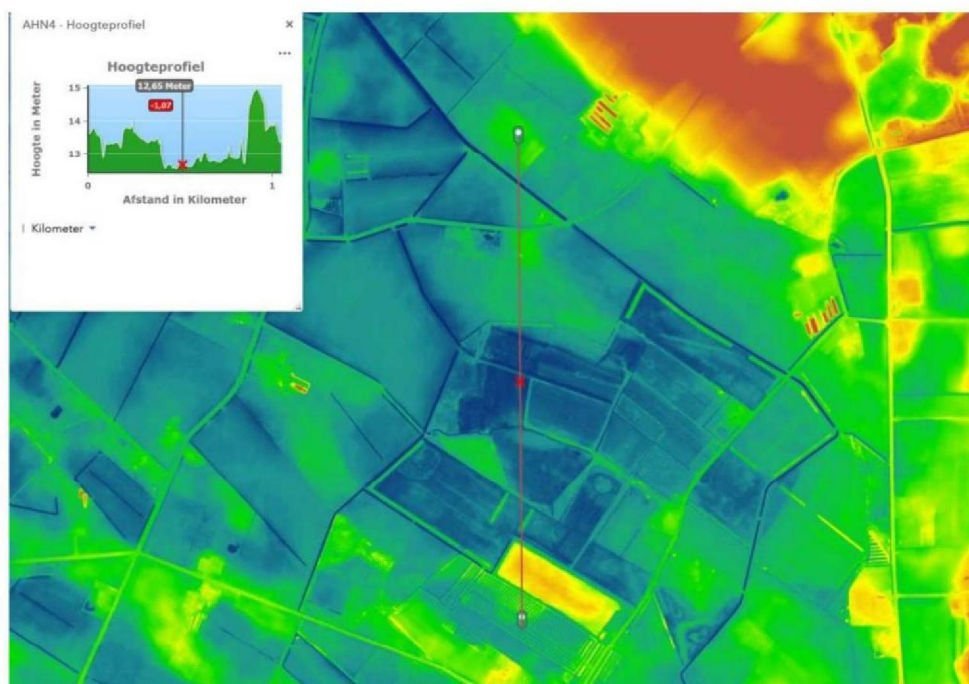 AHN4 - Hoogteprofiel
×
...
Hoogteprofiel
12,65 Meter
-1,07
15
14
13
Hoogte in Meter
0
1
Afstand in Kilometer
Kilometer